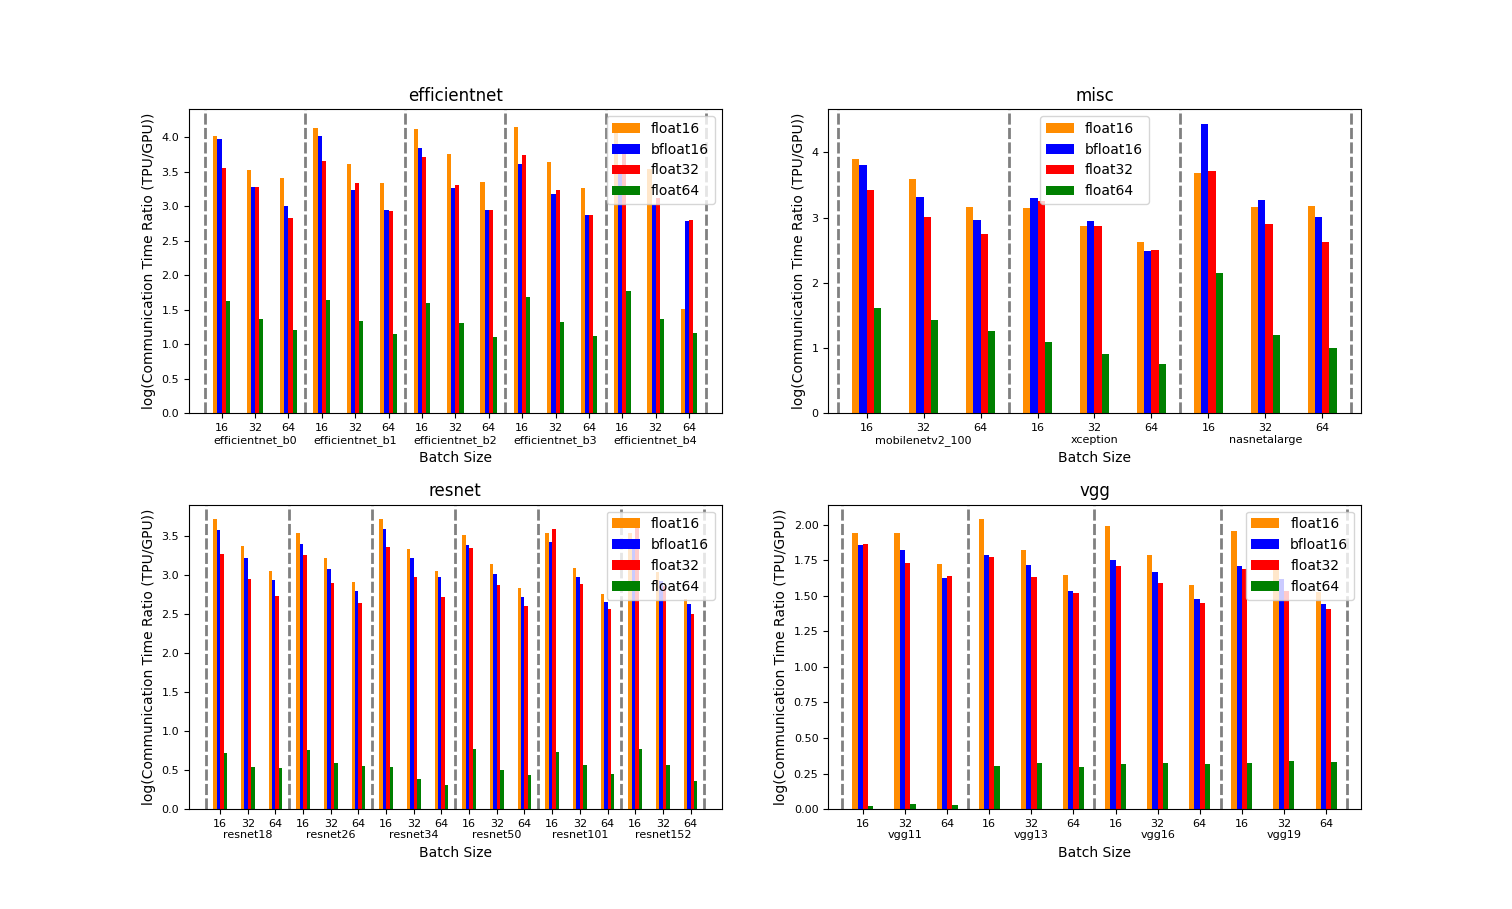 efficientnet
log(Communication Time Ratio (TPU/GPU))
4.0
3.5
3.0
2.5
2.0
1.5
1.0
0.5
0.0
float16
bfloat16
float32
float64
16 32 64 16 32 64 16 32 64 16 32 64 16 32 64
efficientnet_b0 efficientnet_b1 efficientnet_b2 efficientnet_b3 efficientnet_b4
Batch Size
misc
log(Communication Time Ratio (TPU/GPU))
4
3
2
1
0
float16
bfloat16
float32
float64
16 32 64 16 32 64 16 32 64
mobilenetv2_100 xception nasnetalarge
Batch Size
resnet
log(Communication Time Ratio (TPU/GPU))
3.5
3.0
2.5
2.0
1.5
1.0
0.5
0.0
float16
bfloat16
float32
float64
16 32 64 16 32 64 16 32 64 16 32 64 16 32 64 16 32 64
resnet18 resnet26 resnet34 resnet50 resnet101 resnet152
Batch Size
vgg
log(Communication Time Ratio (TPU/GPU))
2.00
1.75
1.50
1.25
1.00
0.75
0.50
0.25
0.00
float16
bfloat16
float32
float64
16 32 64 16 32 64 16 32 64 16 32 64
vgg11 vgg13 vgg16 vgg19
Batch Size